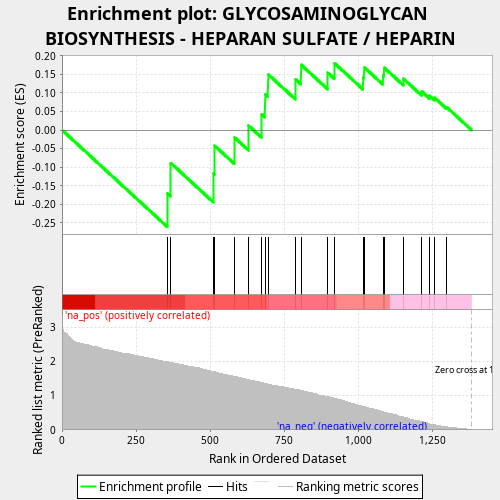 Enrichment plot: GLYCOSAMINOGLYCAN
BIOSYNTHESIS - HEPARAN SULFATE / HEPARIN
Enrichment score (ES)
0.20
0.15
0.10
0.05
0.00
-0.05
-0.10
-0.15
-0.20
-0.25
'na_pos' (positively correlated)
Ranked list metric (PreRanked)
3
2
1
0
Zero cross at 1
'na_neg' (negatively correlated)
0 250 500 750 1,000 1,250
Rank in Ordered Dataset
Enrichment profile Hits Ranking metric scores